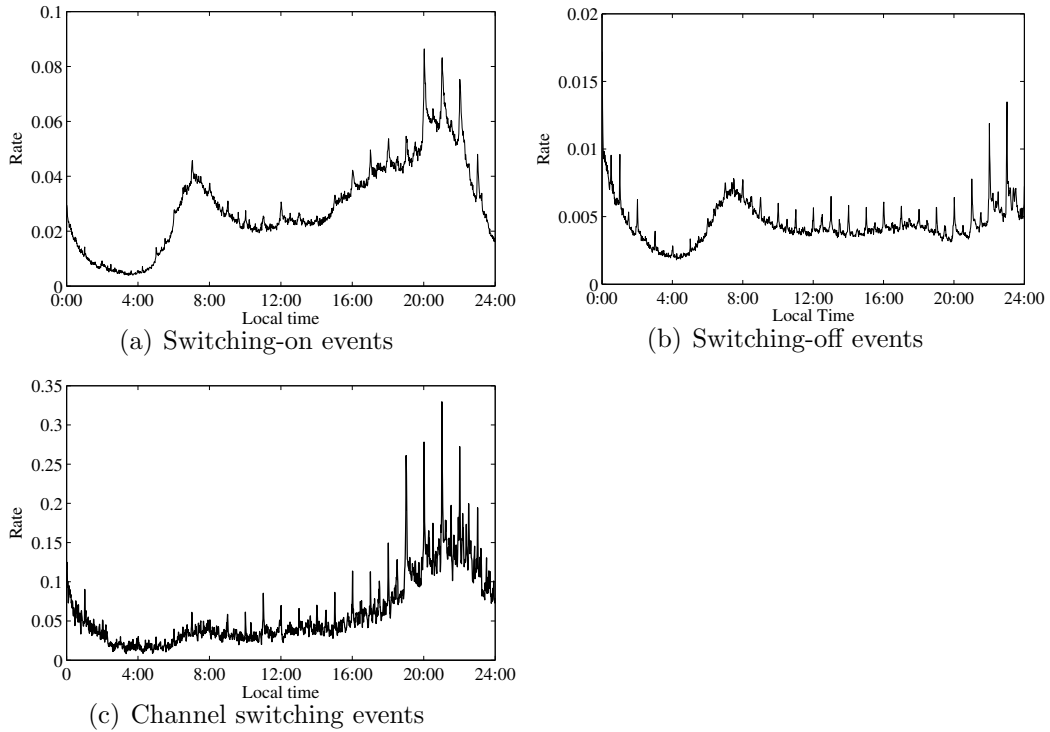 0.1
0.08
0.06
0.04
0.02
0
Rate
0:00 4:00 8:00 12:00 16:00 20:00 24:00
Local time
(a) Switching-on events
0.02
0.015
0.01
0.005
0
Rate
0:00 4:00 8:00 12:00 16:00 20:00 24:00
Local Time
(b) Switching-off events
0.35
0.3
0.25
0.2
0.15
0.1
0.05
0
Rate
0 4:00 8:00 12:00 16:00 20:00 24:00
Local time
(c) Channel switching events